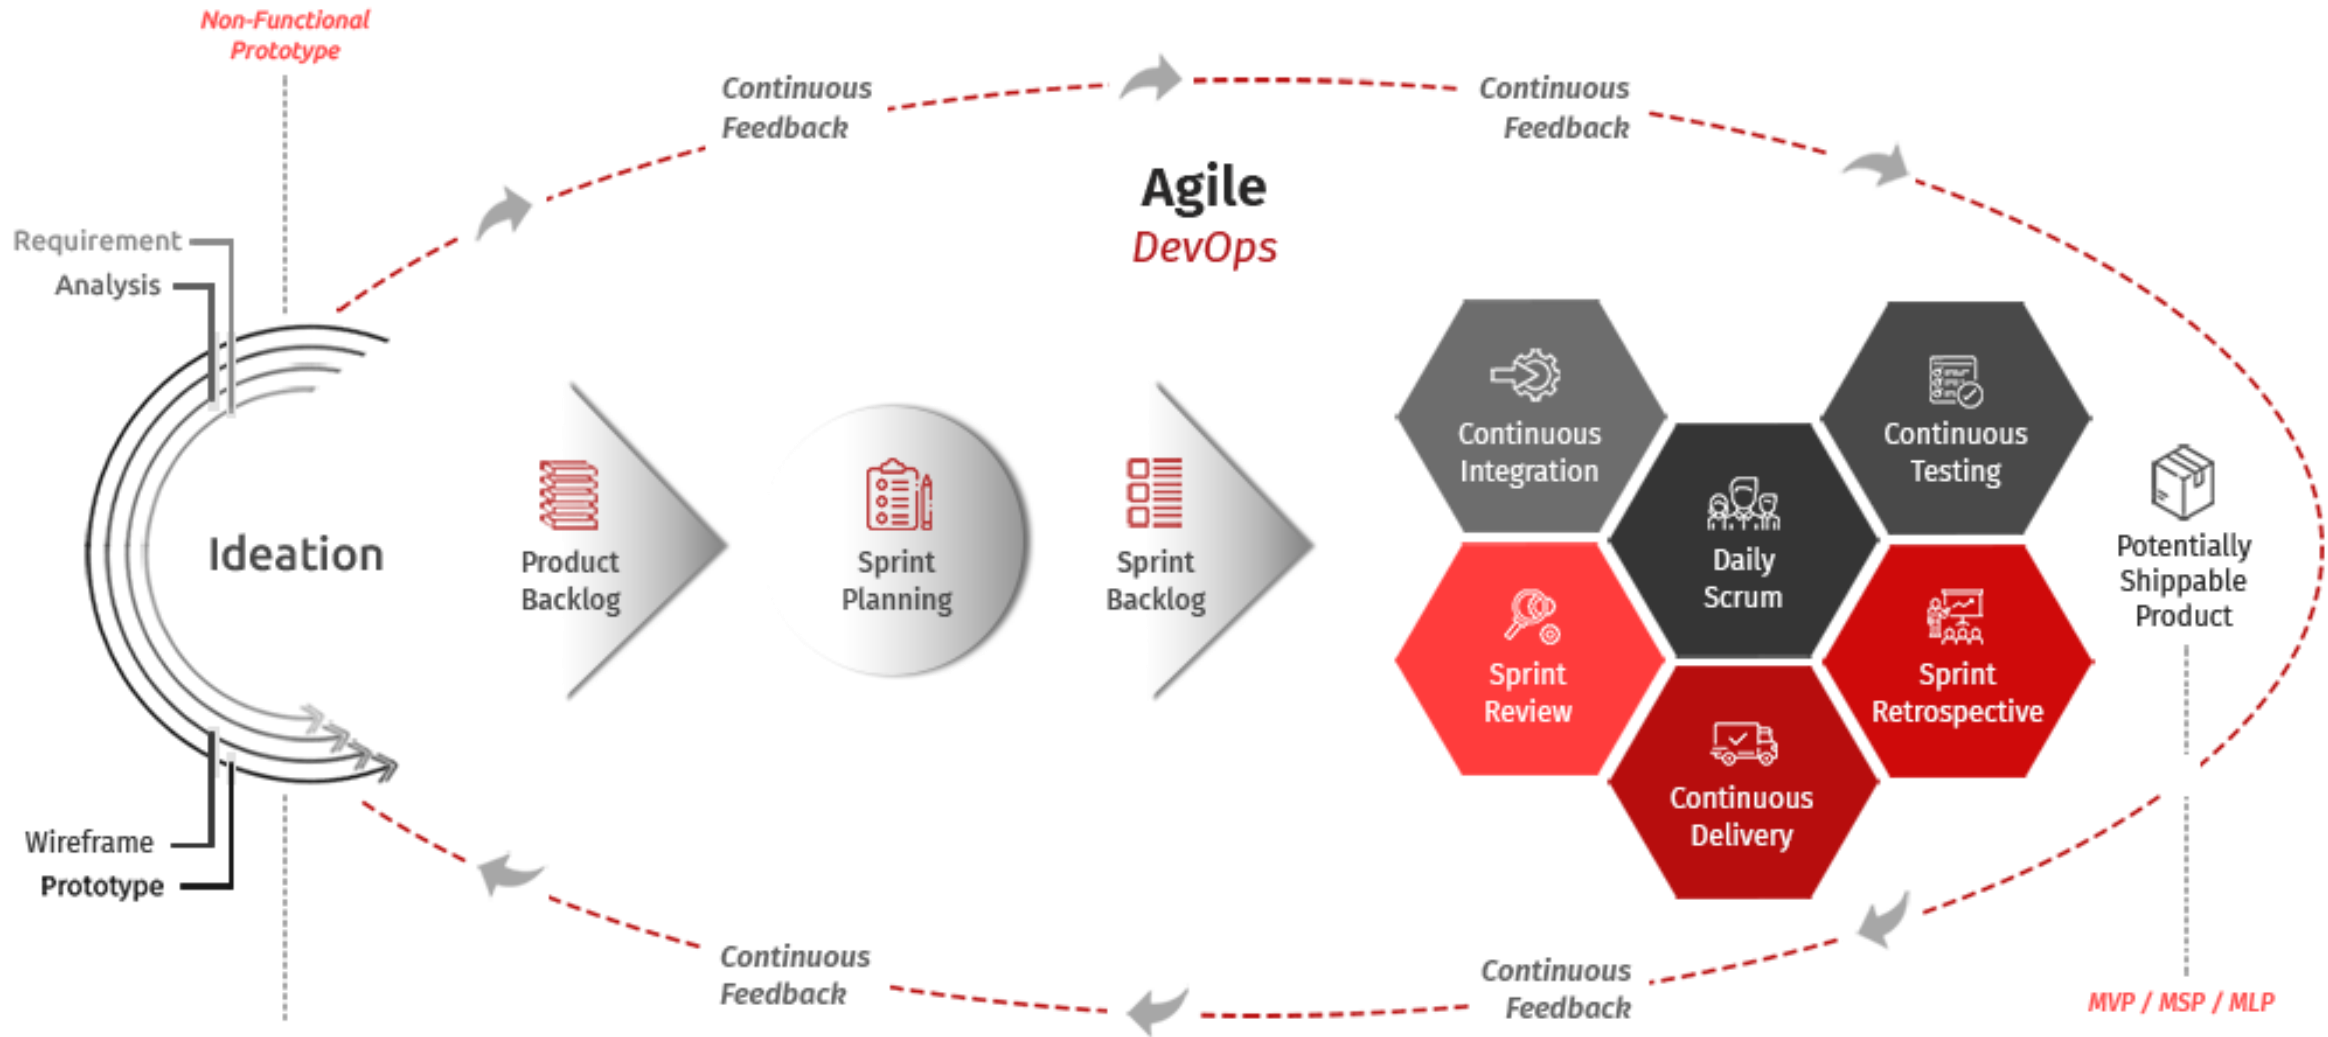 Non-Functional
Prototype
Continuous
Feedback
Continuous
Feedback
Agile
DevOps
Requirement
Analysis
Ideation
Wireframe
Prototype
Product
Backlog
Sprint
Planning
Sprint
Backlog
Continuous
Integration
Continuous
Testing
Daily
Scrum
Sprint
Review
Sprint
Retrospective
Continuous
Delivery
Potentially
Shippable
Product
Continuous
Feedback
Continuous
Feedback
MVP / MSP / MLP